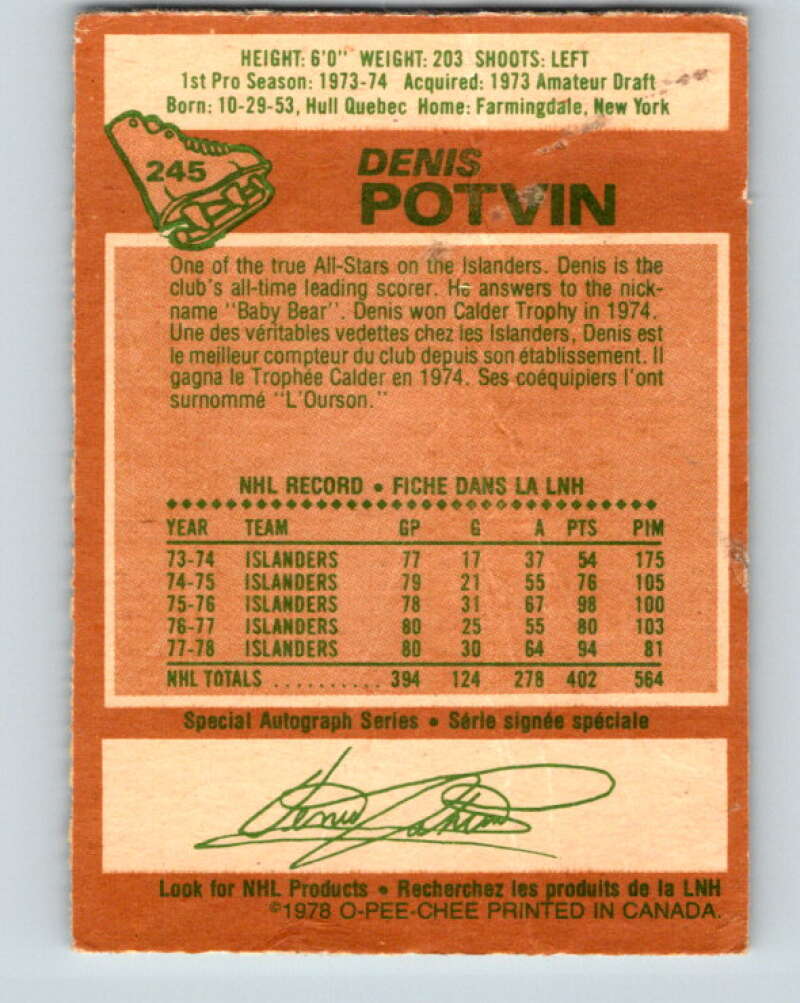 HEIGHT: 6'0" WEIGHT: 203 SHOOTS: LEFT
1st Pro Season: 1973-74 Acquired: 1973 Amateur Draft
Born: 10-29-53, Hull Quebec Home: Farmingdale, New York
245
DENIS
POTVIN
One of the true All-Stars on the Islanders. Denis is the
club's all-time leading scorer. He answers to the nick-
name "Baby Bear". Denis won Calder Trophy in 1974.
Une des véritables vedettes chez les Islanders, Denis est
le meilleur compteur du club depuis son établissement. Il
gagna le Trophée Calder en 1974. Ses coéquipiers l'ont
surnommé "L'Ourson."
NHL RECORD • FICHE DANS LA LNH
YEAR TEAM GP G A PTS PIM
73-74 ISLANDERS 77 17 37 54 175
74-75 ISLANDERS 79 21 55 76 105
75-76 ISLANDERS 78 31 67 98 100
76-77 ISLANDERS 80 25 55 80 103
77-78 ISLANDERS 80 30 64 94 81
NHL TOTALS .......... 394 124 278 402 564
Special Autograph Series • Série signée spéciale
Denis Potvin
Look for NHL Products • Recherchez les produits de la LNH
©1978 O-PEE-CHEE PRINTED IN CANADA.